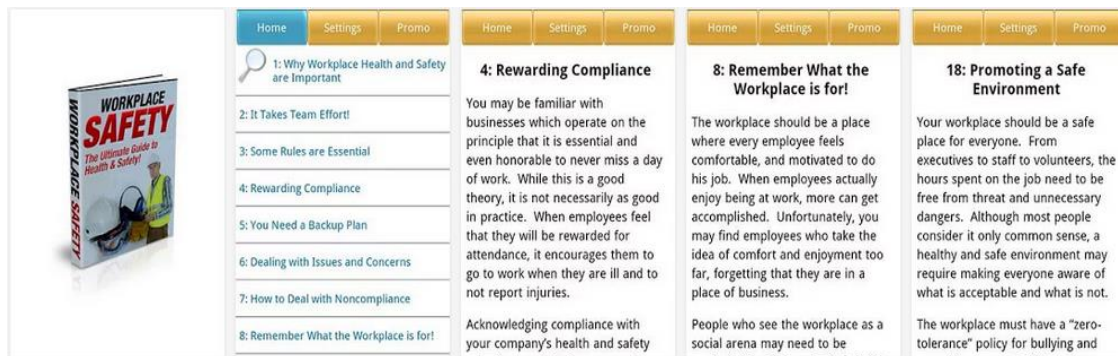 WORKPLACE
SAFETY
The Ultimate Guide to
Health & Safety!
WORKPLACE SAFETY
Home Settings Promo
1: Why Workplace Health and Safety
are Important
2: It Takes Team Effort!
3: Some Rules are Essential
4: Rewarding Compliance
5: You Need a Backup Plan
6: Dealing with Issues and Concerns
7: How to Deal with Noncompliance
8: Remember What the Workplace is for!
Home Settings Promo
4: Rewarding Compliance
You may be familiar with
businesses which operate on the
principle that it is essential and
even honorable to never miss a day
of work. While this is a good
theory, it is not necessarily as good
in practice. When employees feel
that they will be rewarded for
attendance, it encourages them to
go to work when they are ill and to
not report injuries.
Acknowledging compliance with
your company's health and safety
Home Settings Promo
8: Remember What the
Workplace is for!
The workplace should be a place
where every employee feels
comfortable, and motivated to do
his job. When employees actually
enjoy being at work, more can get
accomplished. Unfortunately, you
may find employees who take the
idea of comfort and enjoyment too
far, forgetting that they are in a
place of business.
People who see the workplace as a
social arena may need to be
Home Settings Promo
18: Promoting a Safe
Environment
Your workplace should be a safe
place for everyone. From
executives to staff to volunteers, the
hours spent on the job need to be
free from threat and unnecessary
dangers. Although most people
consider it only common sense, a
healthy and safe environment may
require making everyone aware of
what is acceptable and what is not.
The workplace must have a "zero-
tolerance" policy for bullying and